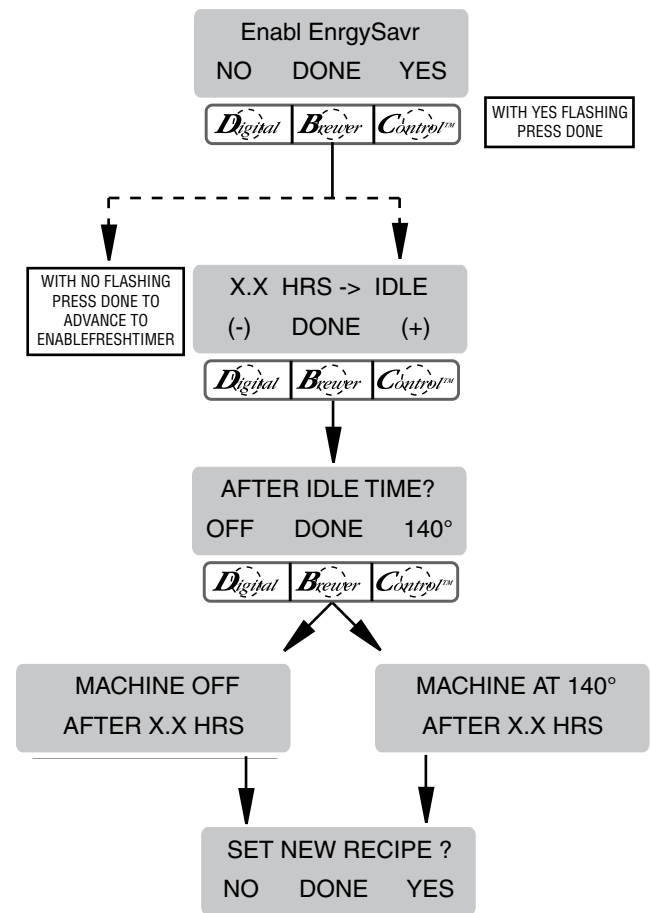 Enabl EnrgySavr
NO DONE YES
Digital Brewer Control™
WITH YES FLASHING
PRESS DONE
WITH NO FLASHING
PRESS DONE TO
ADVANCE TO
ENABLEFRESHTIMER
X.X HRS -> IDLE
(-) DONE (+)
Digital Brewer Control™
AFTER IDLE TIME?
OFF DONE 140°
Digital Brewer Control™
MACHINE OFF
AFTER X.X HRS
MACHINE AT 140°
AFTER X.X HRS
SET NEW RECIPE ?
NO DONE YES